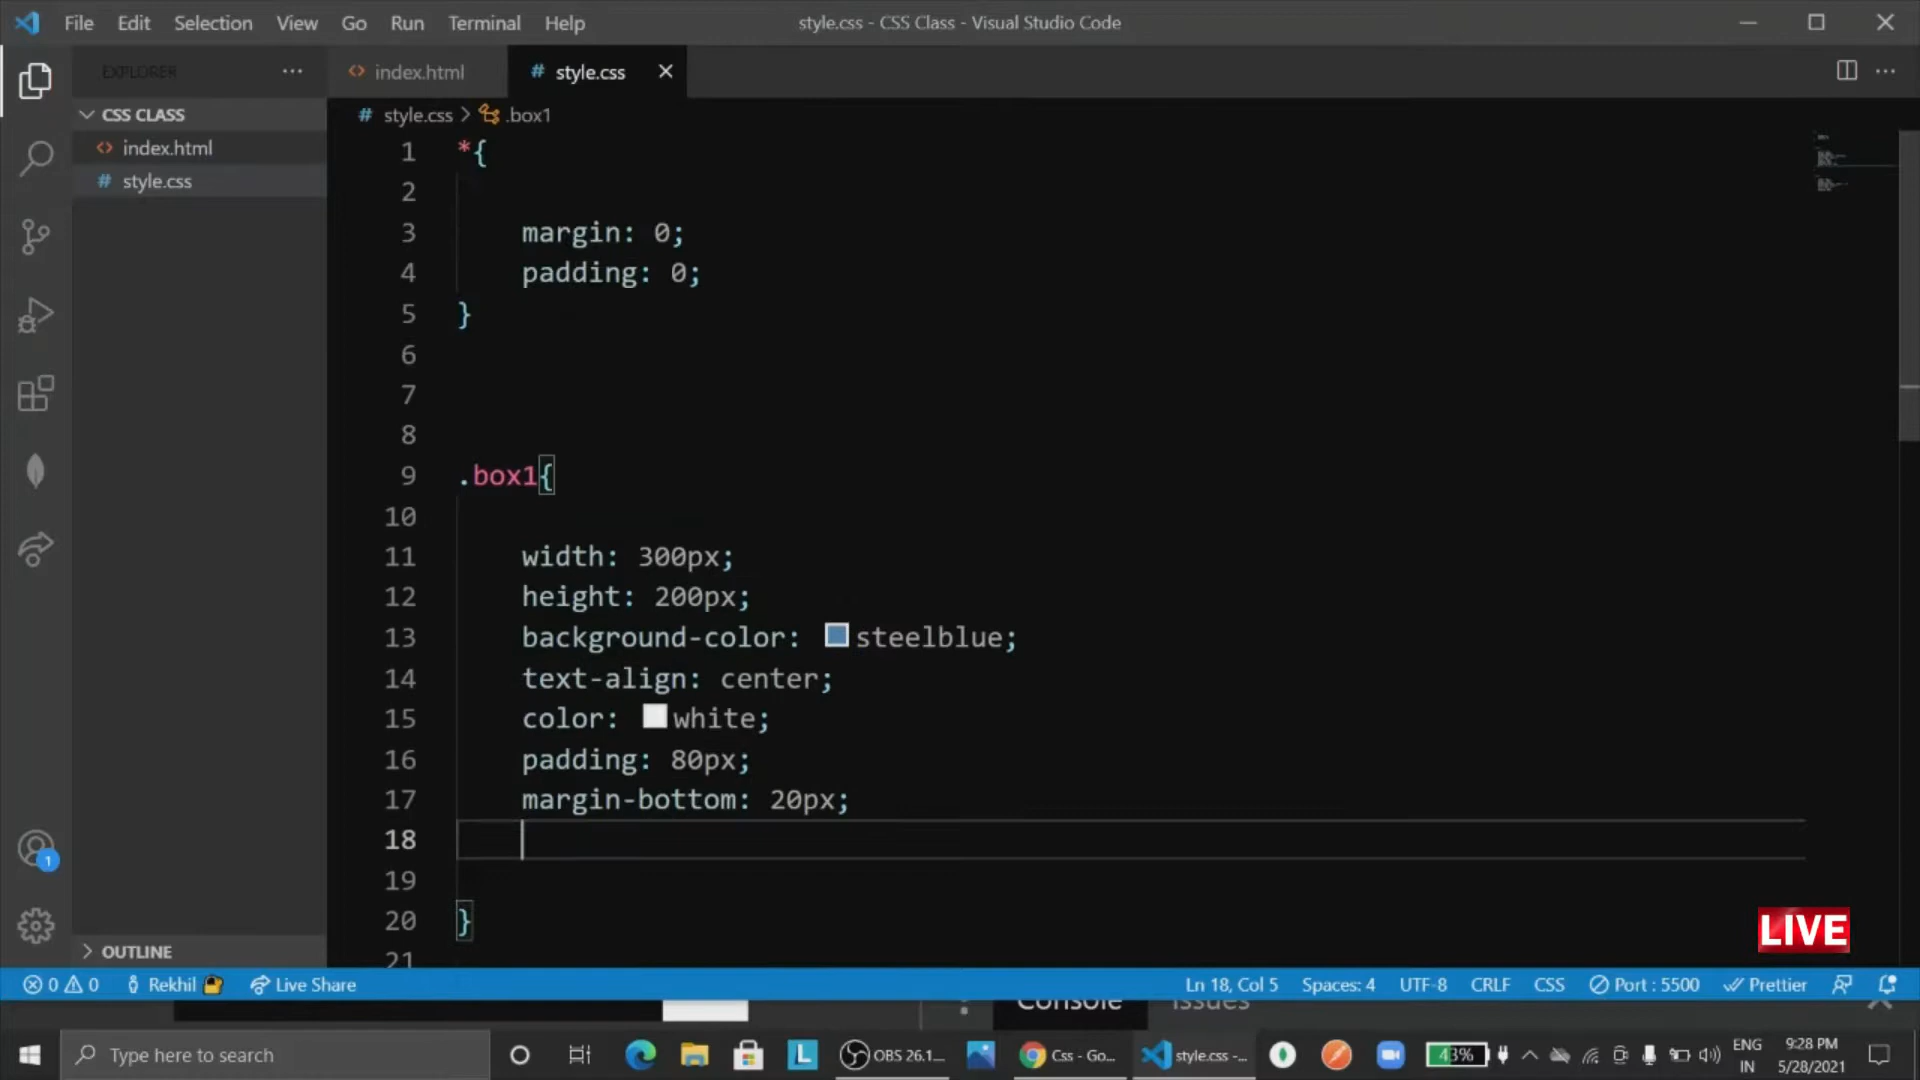 File Edit Selection View Go Run Terminal Help
style.css - CSS Class - Visual Studio Code
EXPLORER
index.html
style.css
CSS CLASS
index.html
style.css
style.css > .box1
1 *{
2
3 margin: 0;
4 padding: 0;
5 }
6
7
8
9 .box1{
10
11 width: 300px;
12 height: 200px;
13 background-color: steelblue;
14 text-align: center;
15 color: white;
16 padding: 80px;
17 margin-bottom: 20px;
18
19
20 }
21
1
OUTLINE
LIVE
0 0 Rekhil Live Share
Ln 18, Col 5 Spaces: 4 UTF-8 CRLF CSS Port : 5500 Prettier
Console Issues
Type here to search
L
OBS 26.1...
Css - Go...
style.css -...
43%
ENG
IN
9:28 PM
5/28/2021